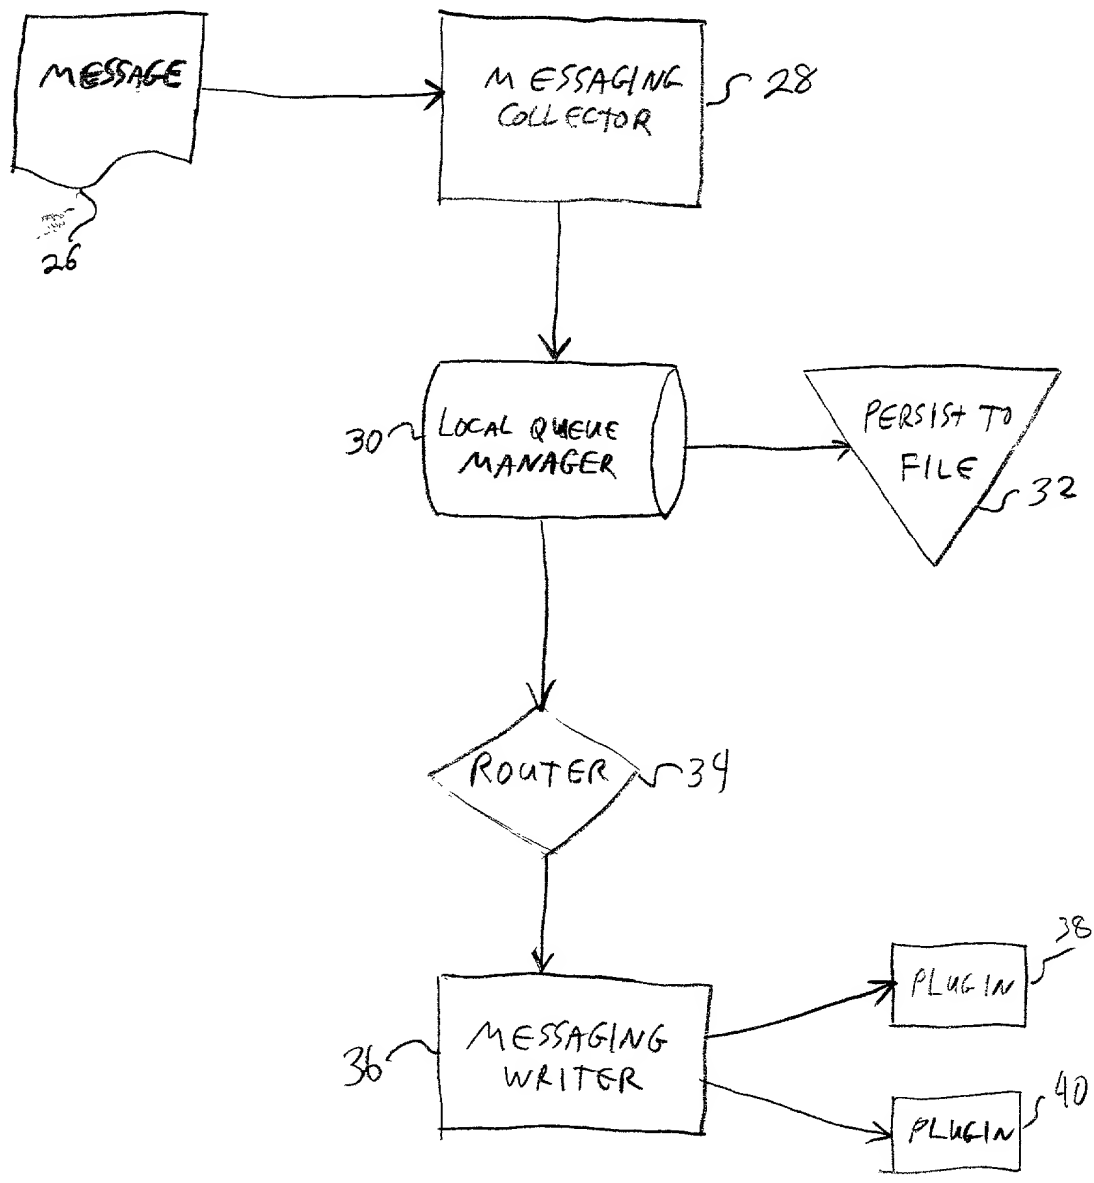 MESSAGE
MESSAGING
COLLECTOR
28
26
LOCAL QUEUE
MANAGER
30
PERSIST TO
FILE
32
ROUTER
34
MESSAGING
WRITER
36
PLUGIN
38
PLUGIN
40